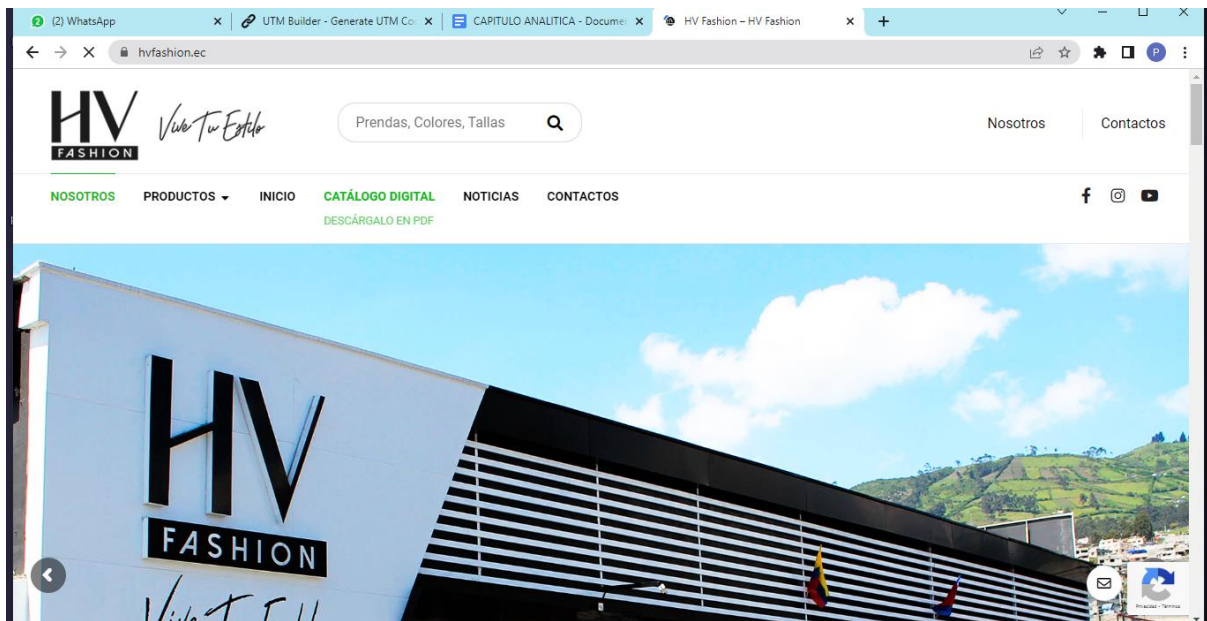 (2) WhatsApp
UTM Builder - Generate UTM Co
CAPITULO ANALITICA - Docume
HV Fashion – HV Fashion
hvfashion.ec
P
HV
FASHION
Vive Tu Estilo
Prendas, Colores, Tallas
Nosotros
Contactos
NOSOTROS
PRODUCTOS
INICIO
CATÁLOGO DIGITAL
DESCÁRGALO EN PDF
NOTICIAS
CONTACTOS
HV
FASHION
Privacidad - Términos